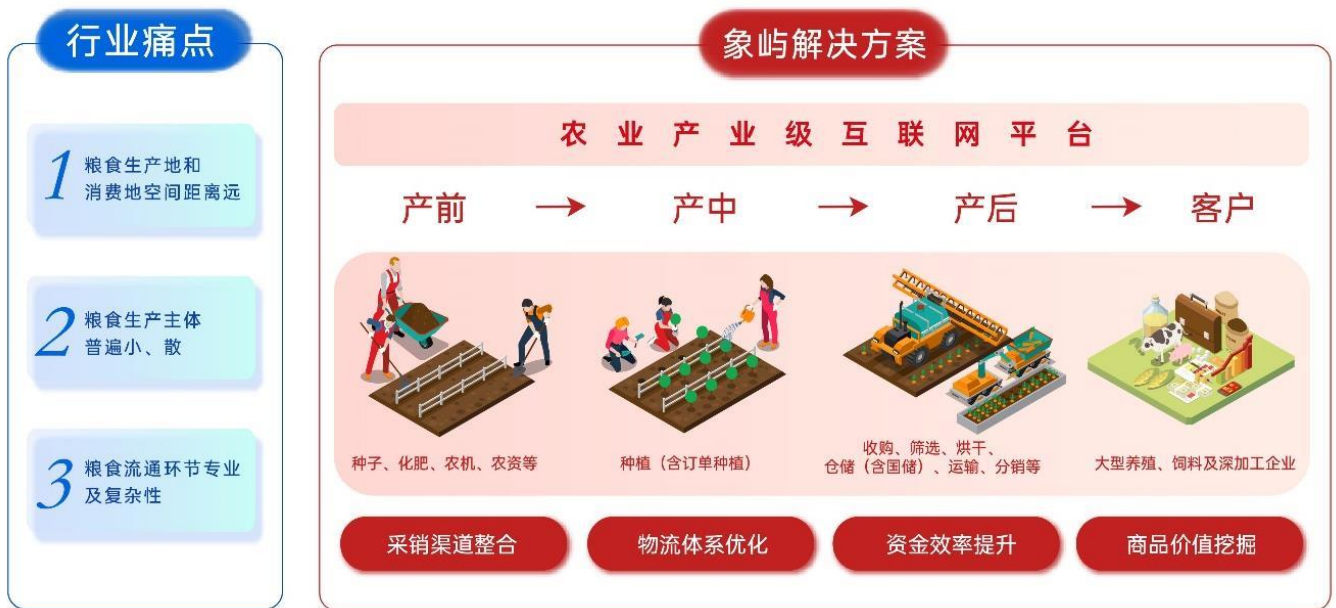 行业痛点
1 粮食生产地和
消费地空间距离远
2 粮食生产主体
普遍小、散
3 粮食流通环节专业
及复杂性
象屿解决方案
农业产业级互联网平台
产前 → 产中 → 产后 → 客户
种子、化肥、农机、农资等
种植（含订单种植）
收购、筛选、烘干、
仓储（含国储）、运输、分销等
大型养殖、饲料及深加工企业
采销渠道整合
物流体系优化
资金效率提升
商品价值挖掘